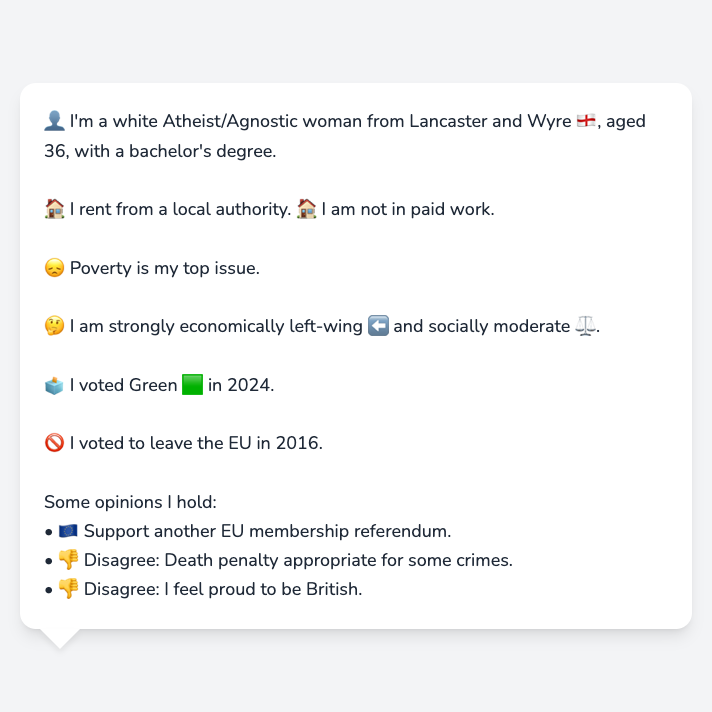 👤 I'm a white Atheist/Agnostic woman from Lancaster and Wyre 🏴󠁧󠁢󠁥󠁮󠁧󠁿, aged
36, with a bachelor's degree.
🏠 I rent from a local authority. 🏠 I am not in paid work.
😞 Poverty is my top issue.
🤔 I am strongly economically left-wing ⬅️ and socially moderate ⚖️.
🗳️ I voted Green 🟩 in 2024.
🚫 I voted to leave the EU in 2016.
Some opinions I hold:
• 🇪🇺 Support another EU membership referendum.
• 👎 Disagree: Death penalty appropriate for some crimes.
• 👎 Disagree: I feel proud to be British.